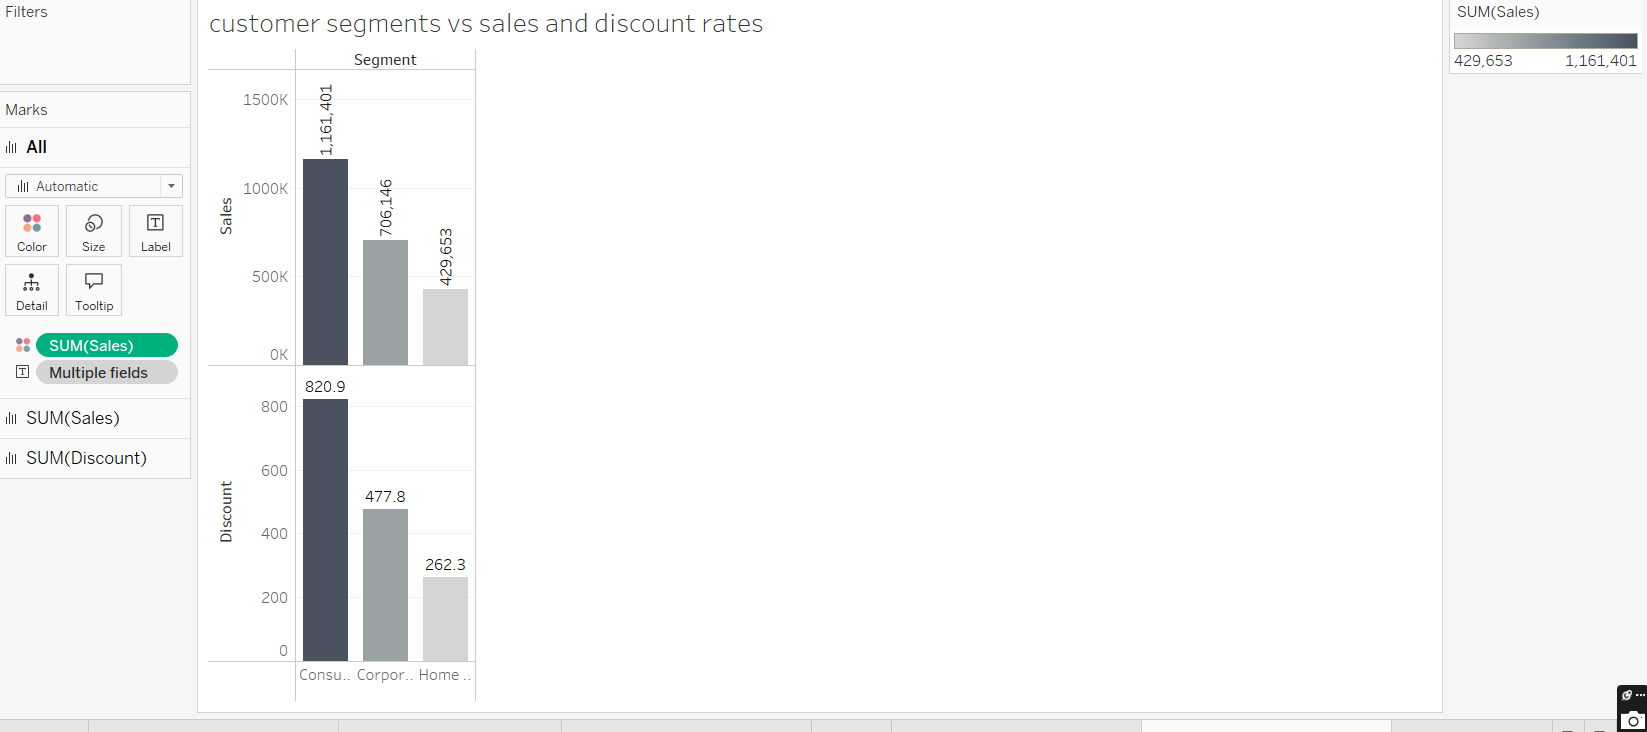 Filters
customer segments vs sales and discount rates
SUM(Sales)
429,653 1,161,401
Marks
All
Automatic
Color Size Label
Detail Tooltip
SUM(Sales)
Multiple fields
SUM(Sales)
SUM(Discount)
Segment
Sales
1500K
1000K
500K
0K
1,161,401
706,146
429,653
Discount
800
600
400
200
0
820.9
477.8
262.3
Consu.. Corpor.. Home ..